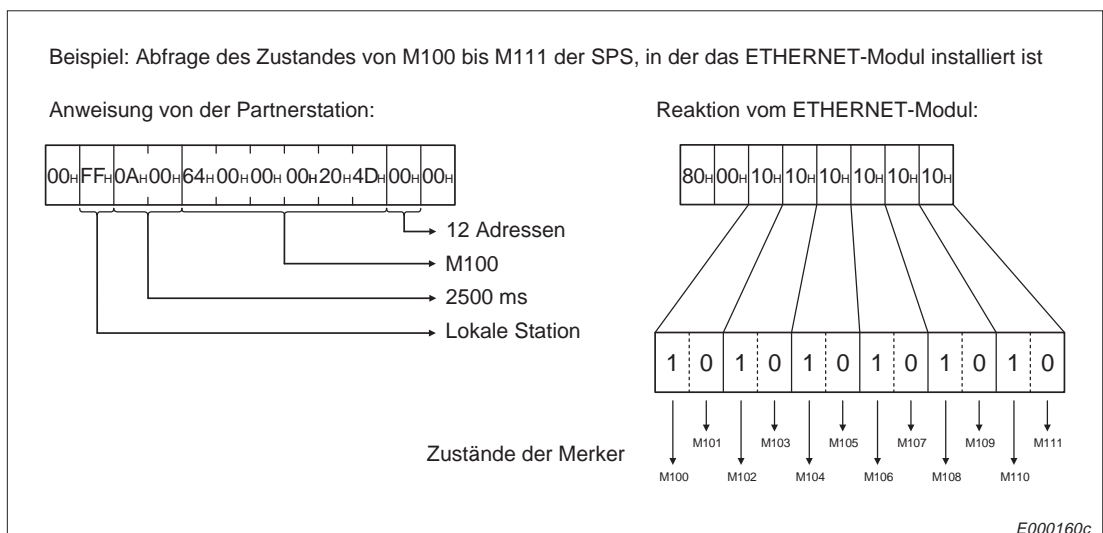 Beispiel: Abfrage des Zustandes von M100 bis M111 der SPS, in der das ETHERNET-Modul installiert ist
Anweisung von der Partnerstation:
00H FFH 0AH 00H 64H 00H 00H 00H 20H 4DH 00H 00H
12 Adressen
M100
2500 ms
Lokale Station
Reaktion vom ETHERNET-Modul:
80H 00H 10H 10H 10H 10H 10H 10H
1 0 1 0 1 0 1 0 1 0 1 0
Zustände der Merker
M101 M103 M105 M107 M109 M111
M100 M102 M104 M106 M108 M110
E000160c